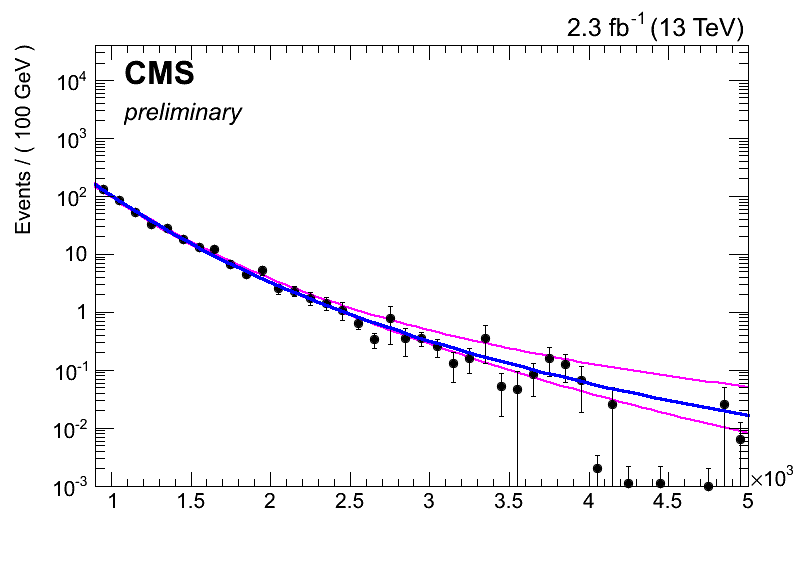 2.3 fb⁻¹ (13 TeV)
CMS
preliminary
Events / ( 100 GeV )
10⁴
10³
10²
10
1
10⁻¹
10⁻²
10⁻³
1 1.5 2 2.5 3 3.5 4 4.5 5
×10³